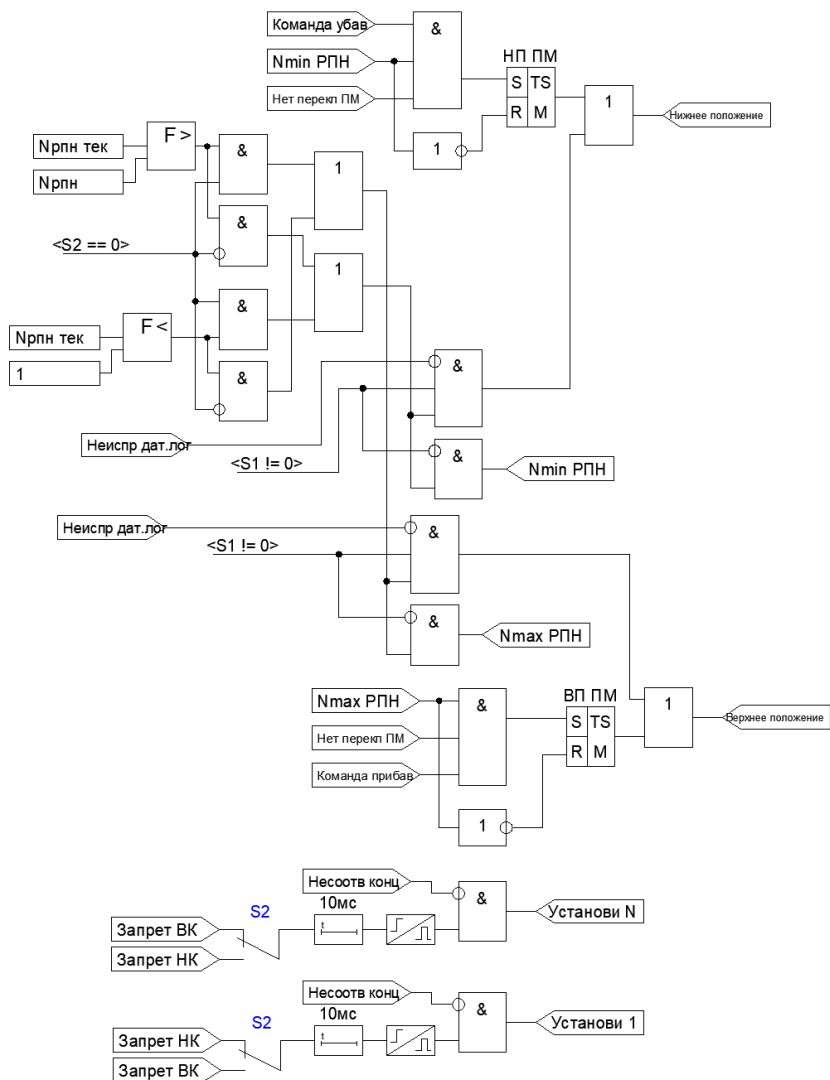 Команда убав
&
Nmin РПН
НП ПМ
S TS
R M
Нет перекл ПМ
1
Нижнее положение
1
Nрпн тек
F >
Nрпн
&
1
&
<S2 == 0>
1
&
Nрпн тек
F <
1
&
&
Неиспр дат.лог
<S1 != 0>
&
Nmin РПН
Неиспр дат.лог
<S1 != 0>
&
&
Nmax РПН
Nmax РПН
&
ВП ПМ
S TS
R M
1
Верхнее положение
Нет перекл ПМ
Команда прибав
1
Несоотв конц
S2
10мс
t
&
Установи N
Запрет ВК
Запрет НК
Несоотв конц
S2
10мс
t
&
Установи 1
Запрет НК
Запрет ВК